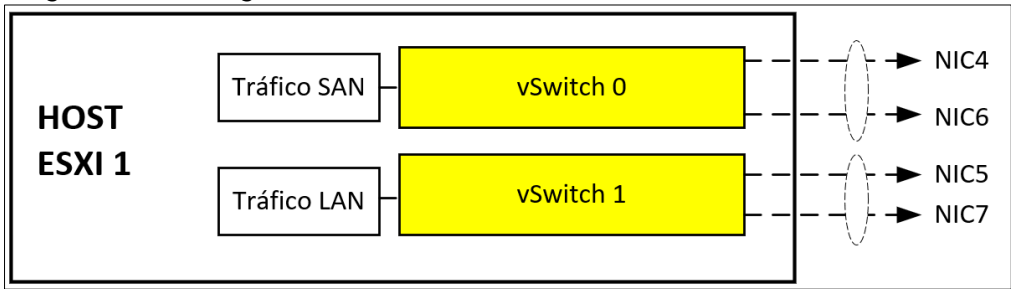 HOST
ESXI 1
Tráfico SAN
vSwitch 0
NIC4
NIC6
Tráfico LAN
vSwitch 1
NIC5
NIC7